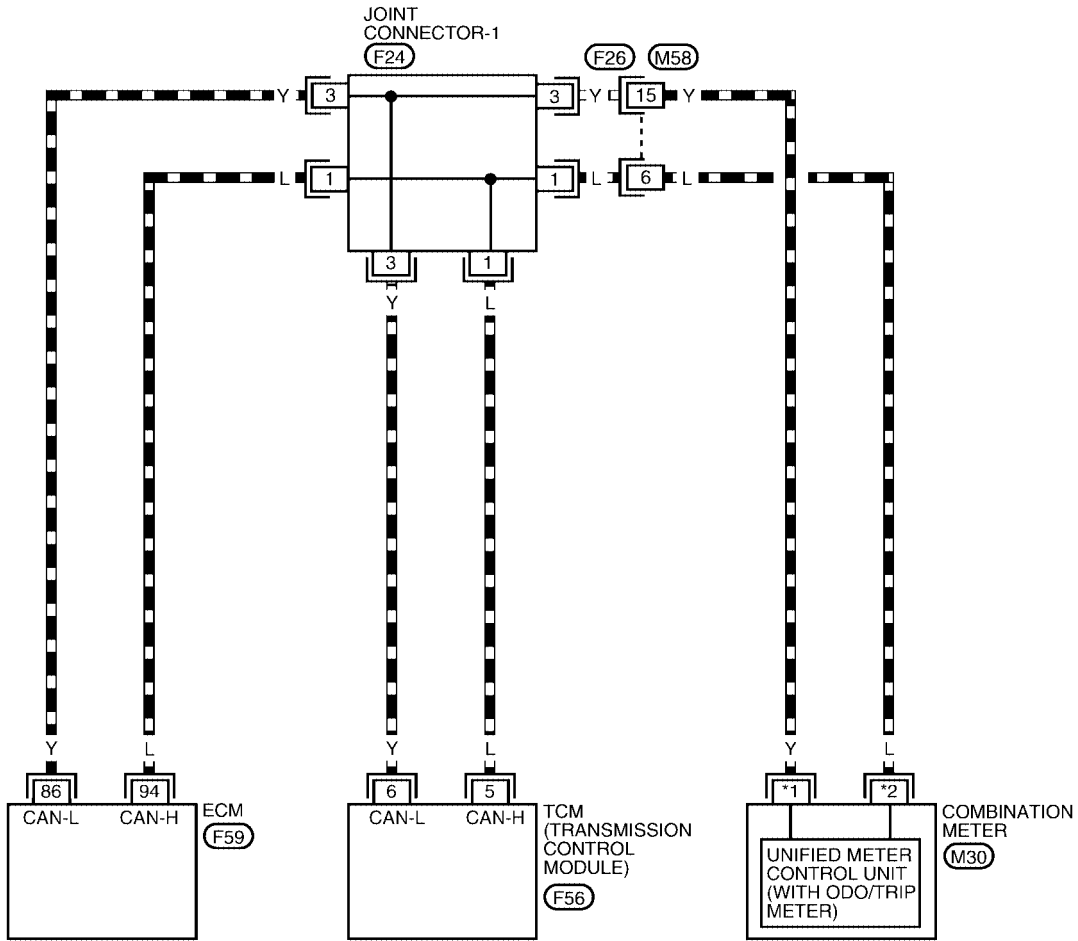 JOINT
CONNECTOR-1
F24
F26 M58
Y 3 3 Y 15 Y
L 1 1 L 6 L
3 1
Y L
Y L Y L Y L
86 94 6 5 *1 *2
CAN-L CAN-H
ECM
F59
CAN-L CAN-H
TCM
(TRANSMISSION
CONTROL
MODULE)
F56
COMBINATION
METER
M30
UNIFIED METER
CONTROL UNIT
(WITH ODO/TRIP
METER)